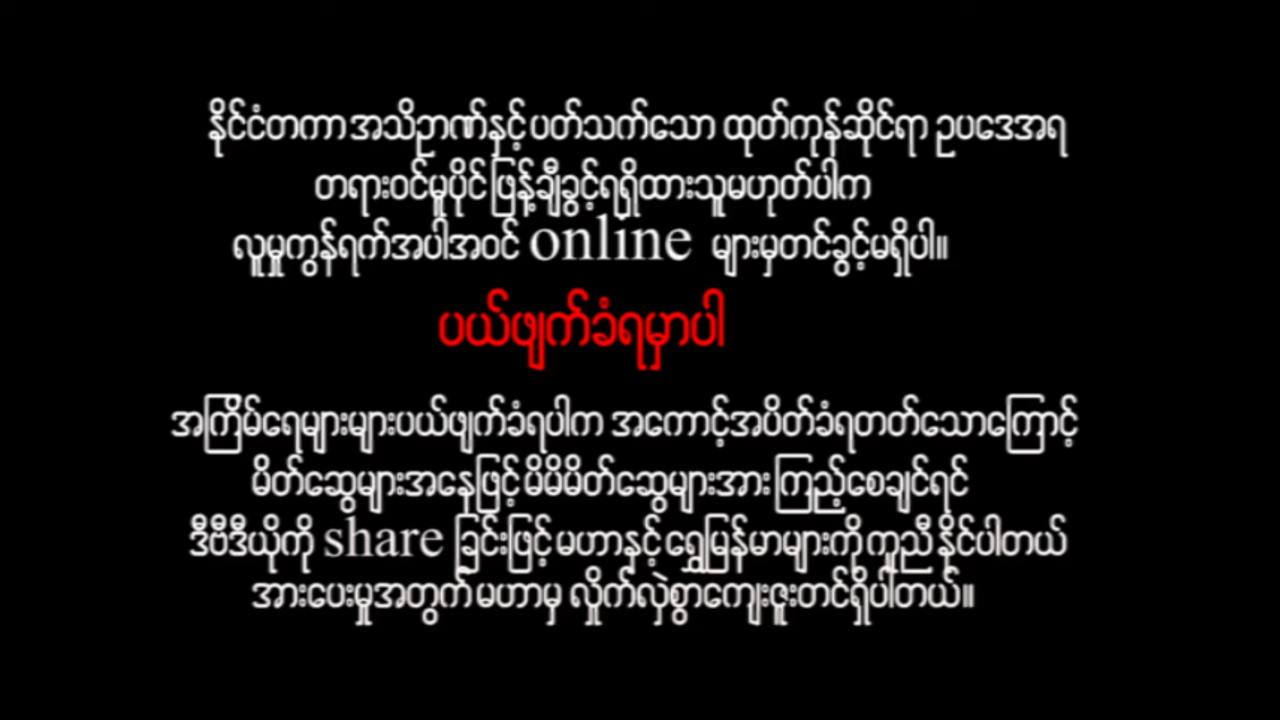 နိုင်ငံတကာ အသိဉာဏ်နှင့် ပတ်သက်သော ထုတ်ကုန်ဆိုင်ရာ ဥပဒေအရ
တရားဝင်မူပိုင် ဖြန့်ချီခွင့်ရရှိထားသူမဟုတ်ပါက
လူမှုကွန်ရက်အပါအဝင် online များမှတင်ခွင့်မရှိပါ။
ပယ်ဖျက်ခံရမှာပါ
အကြိမ်ရေများများပယ်ဖျက်ခံရပါက အကောင့်အပိတ်ခံရတတ်သောကြောင့်
မိတ်ဆွေများအနေဖြင့် မိမိမိတ်ဆွေများအား ကြည့်စေချင်ရင်
ဒီဗီဒီယိုကို share ခြင်းဖြင့် မဟာနှင့် ရွှေမြန်မာများကို ကူညီ နိုင်ပါတယ်
အားပေးမှုအတွက် မဟာမှ လှိုက်လှဲစွာကျေးဇူးတင်ရှိပါတယ်။